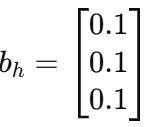 b_h = [0.1
0.1
0.1]